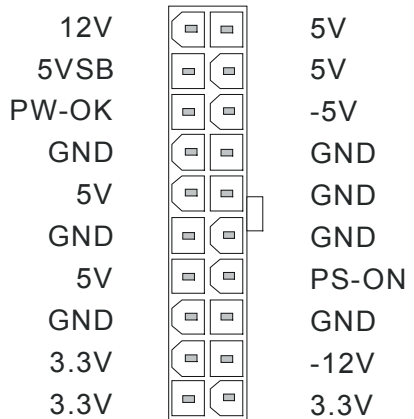 12V 5V
5VSB 5V
PW-OK -5V
GND GND
5V GND
GND GND
5V PS-ON
GND GND
3.3V -12V
3.3V 3.3V